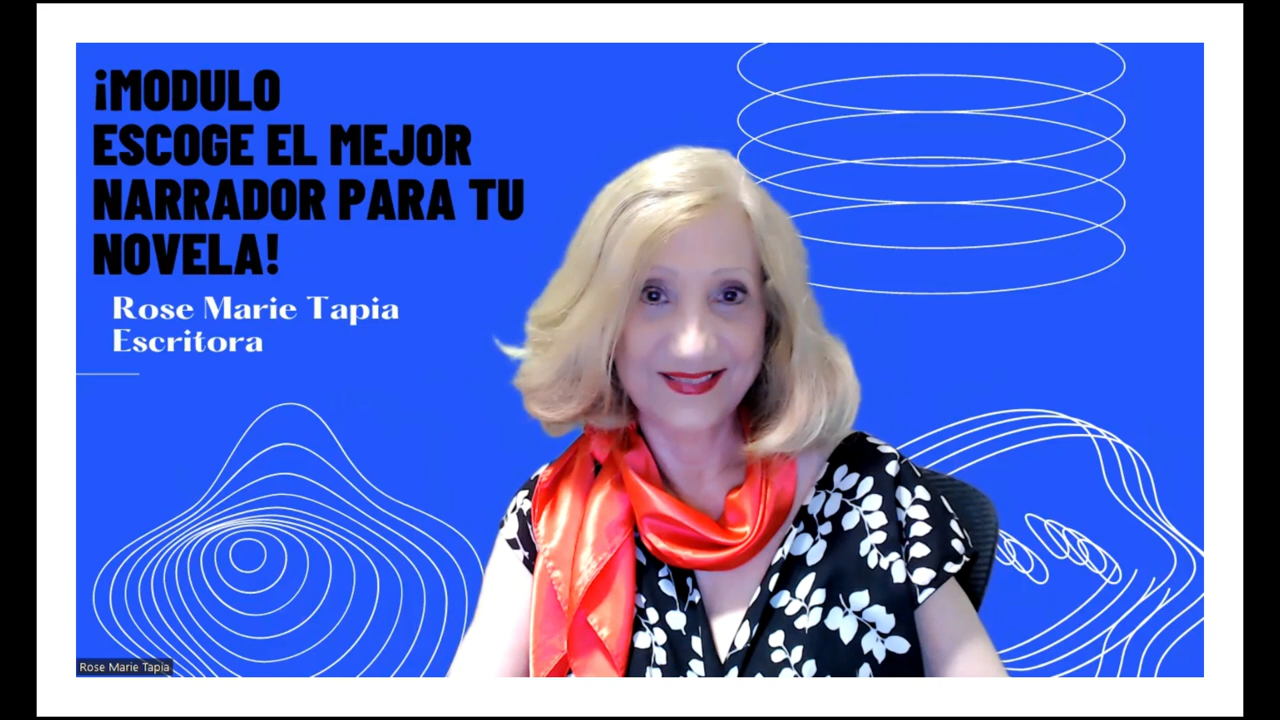 ¡MODULO
ESCOGE EL MEJOR
NARRADOR PARA TU
NOVELA!
Rose Marie Tapia
Escritora
Rose Marie Tapia